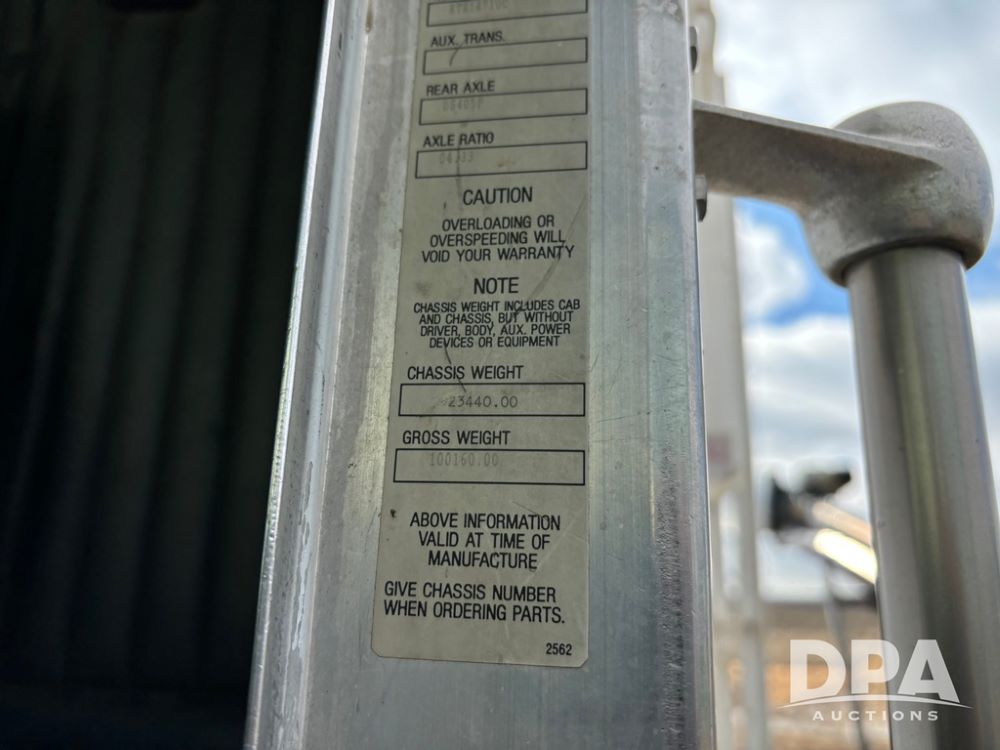 AUX. TRANS.
REAR AXLE
AXLE RATIO
CAUTION
OVERLOADING OR
OVERSPEEDING WILL
VOID YOUR WARRANTY
NOTE
CHASSIS WEIGHT INCLUDES CAB
AND CHASSIS, BUT WITHOUT
DRIVER, BODY, AUX. POWER
DEVICES OR EQUIPMENT
CHASSIS WEIGHT
23440.00
GROSS WEIGHT
100160.00
ABOVE INFORMATION
VALID AT TIME OF
MANUFACTURE
GIVE CHASSIS NUMBER
WHEN ORDERING PARTS.
2562
DPA
AUCTIONS